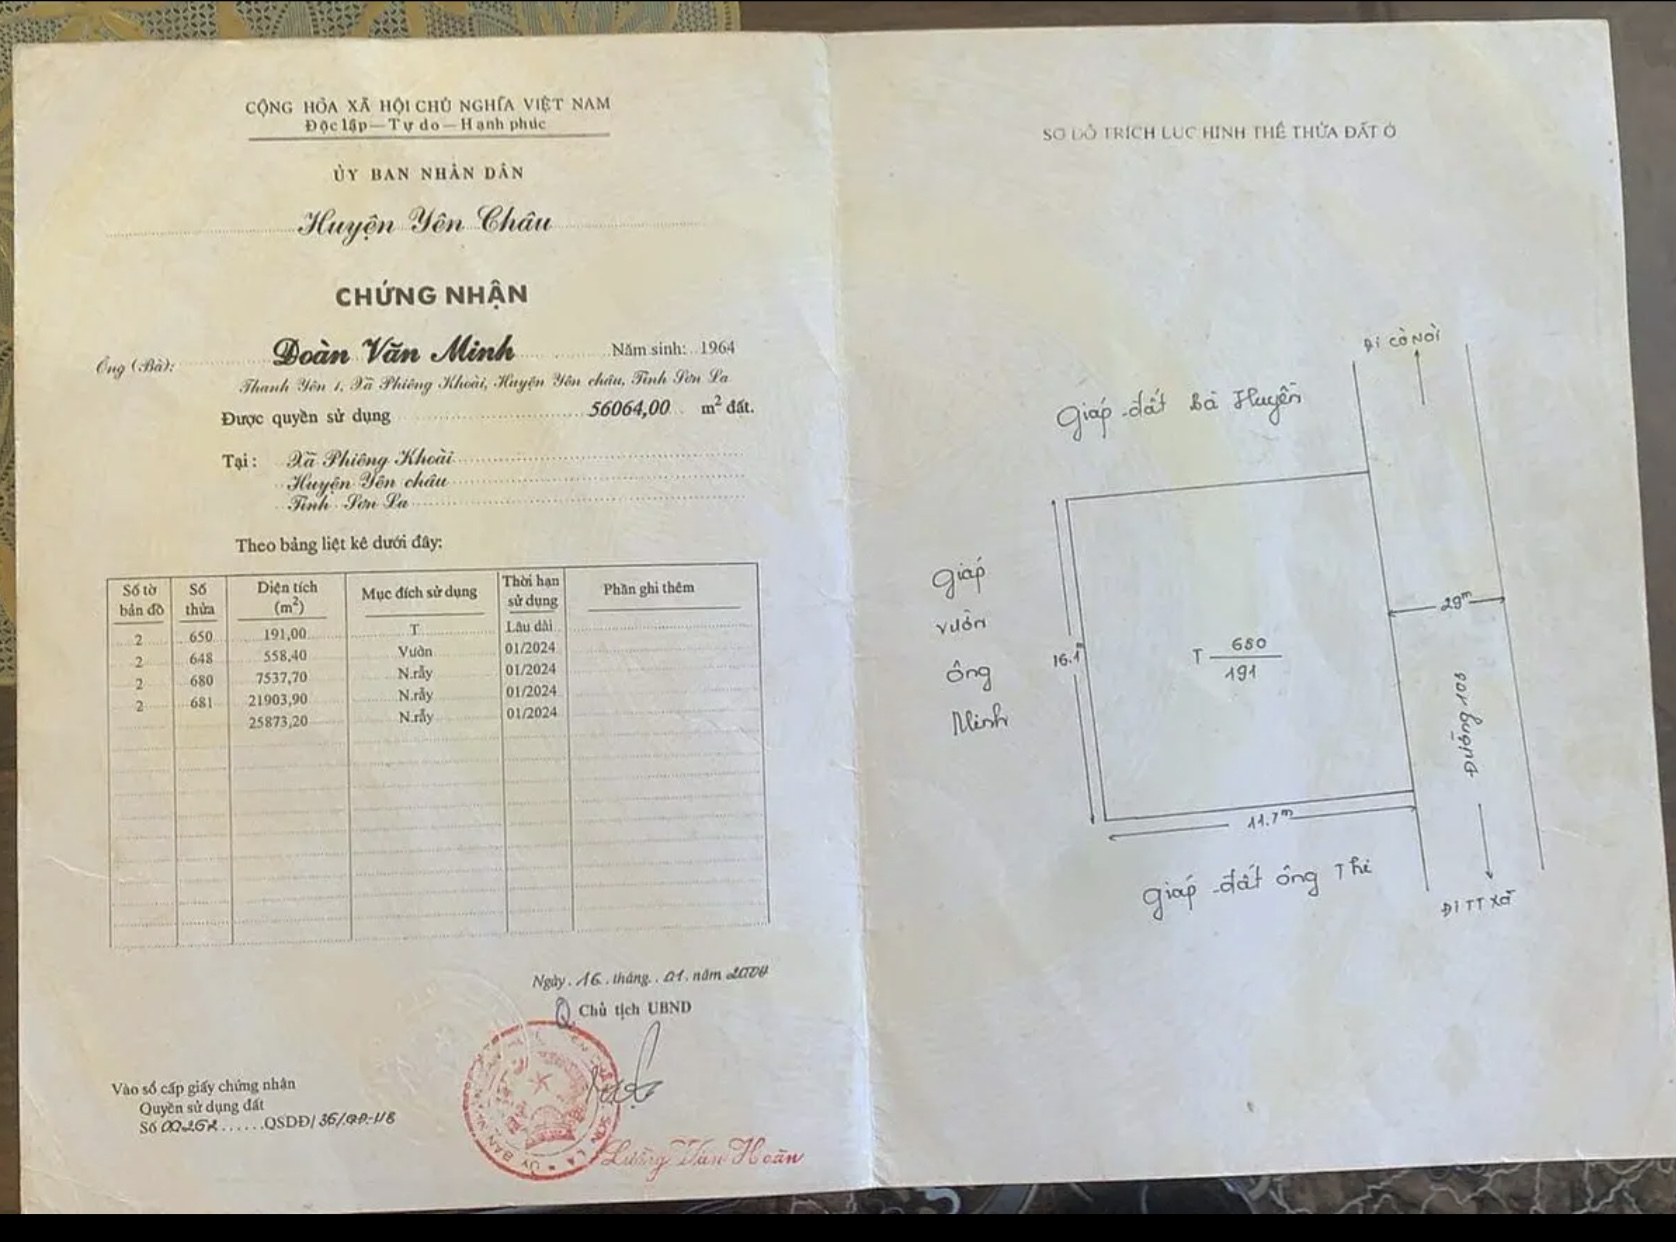 CỘNG HÒA XÃ HỘI CHỦ NGHĨA VIỆT NAM
Độc lập—Tự do—Hạnh phúc
ỦY BAN NHÂN DÂN
Huyện Yên Châu
CHỨNG NHẬN
Ông (Bà): Đoàn Văn Minh Năm sinh: 1964
Thanh Yên 1, Xã Phiêng Khoài, Huyện Yên châu, Tỉnh Sơn La
Được quyền sử dụng 56064,00 m² đất.
Tại: Xã Phiêng Khoài
Huyện Yên châu
Tỉnh Sơn La
Theo bảng liệt kê dưới đây:
Số tờ bản đồ Số thửa Diện tích (m²) Mục đích sử dụng Thời hạn sử dụng Phần ghi thêm
2 650 191,00 T Lâu dài
2 648 558,40 Vườn 01/2024
2 680 7537,70 N.rẫy 01/2024
2 681 21903,90 N.rẫy 01/2024
25873,20 N.rẫy 01/2024
Ngày 16 tháng 01 năm 2004
Q Chủ tịch UBND
Vào sổ cấp giấy chứng nhận
Quyền sử dụng đất
Số 00262 QSDĐ/ 36/QĐ-UB
Lường Văn Hoàn
SƠ ĐỒ TRÍCH LỤC HÌNH THỂ THỬA ĐẤT Ở
Đi CÒ NÒI
Giáp đất Bà Huyễn
Giáp
vườn
ông
Minh
16.1m
T 650
191
29m
Đường 103
11.7m
Giáp đất ông Thi
Đi TT Xã